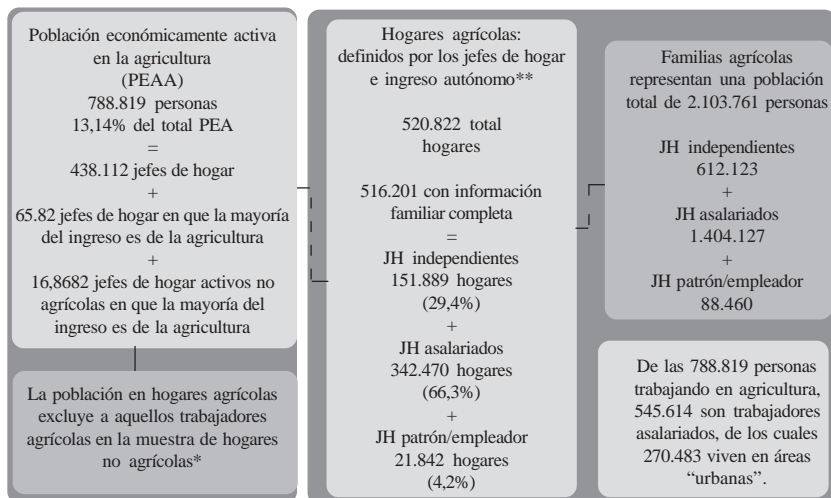 Población económicamente activa
en la agricultura
(PEAA)
788.819 personas
13,14% del total PEA
=
438.112 jefes de hogar
+
65.82 jefes de hogar en que la mayoría
del ingreso es de la agricultura
+
16,8682 jefes de hogar activos no
agrícolas en que la mayoría del
ingreso es de la agricultura
La población en hogares agrícolas
excluye a aquellos trabajadores
agrícolas en la muestra de hogares
no agrícolas*
Hogares agrícolas:
definidos por los jefes de hogar
e ingreso autónomo**
520.822 total
hogares
516.201 con información
familiar completa
=
JH independientes
151.889 hogares
(29,4%)
+
JH asalariados
342.470 hogares
(66,3%)
+
JH patrón/empleador
21.842 hogares
(4,2%)
Familias agrícolas
representan una población
total de 2.103.761 personas
JH independientes
612.123
+
JH asalariados
1.404.127
+
JH patrón/empleador
88.460
De las 788.819 personas
trabajando en agricultura,
545.614 son trabajadores
asalariados, de los cuales
270.483 viven en áreas
“urbanas”.